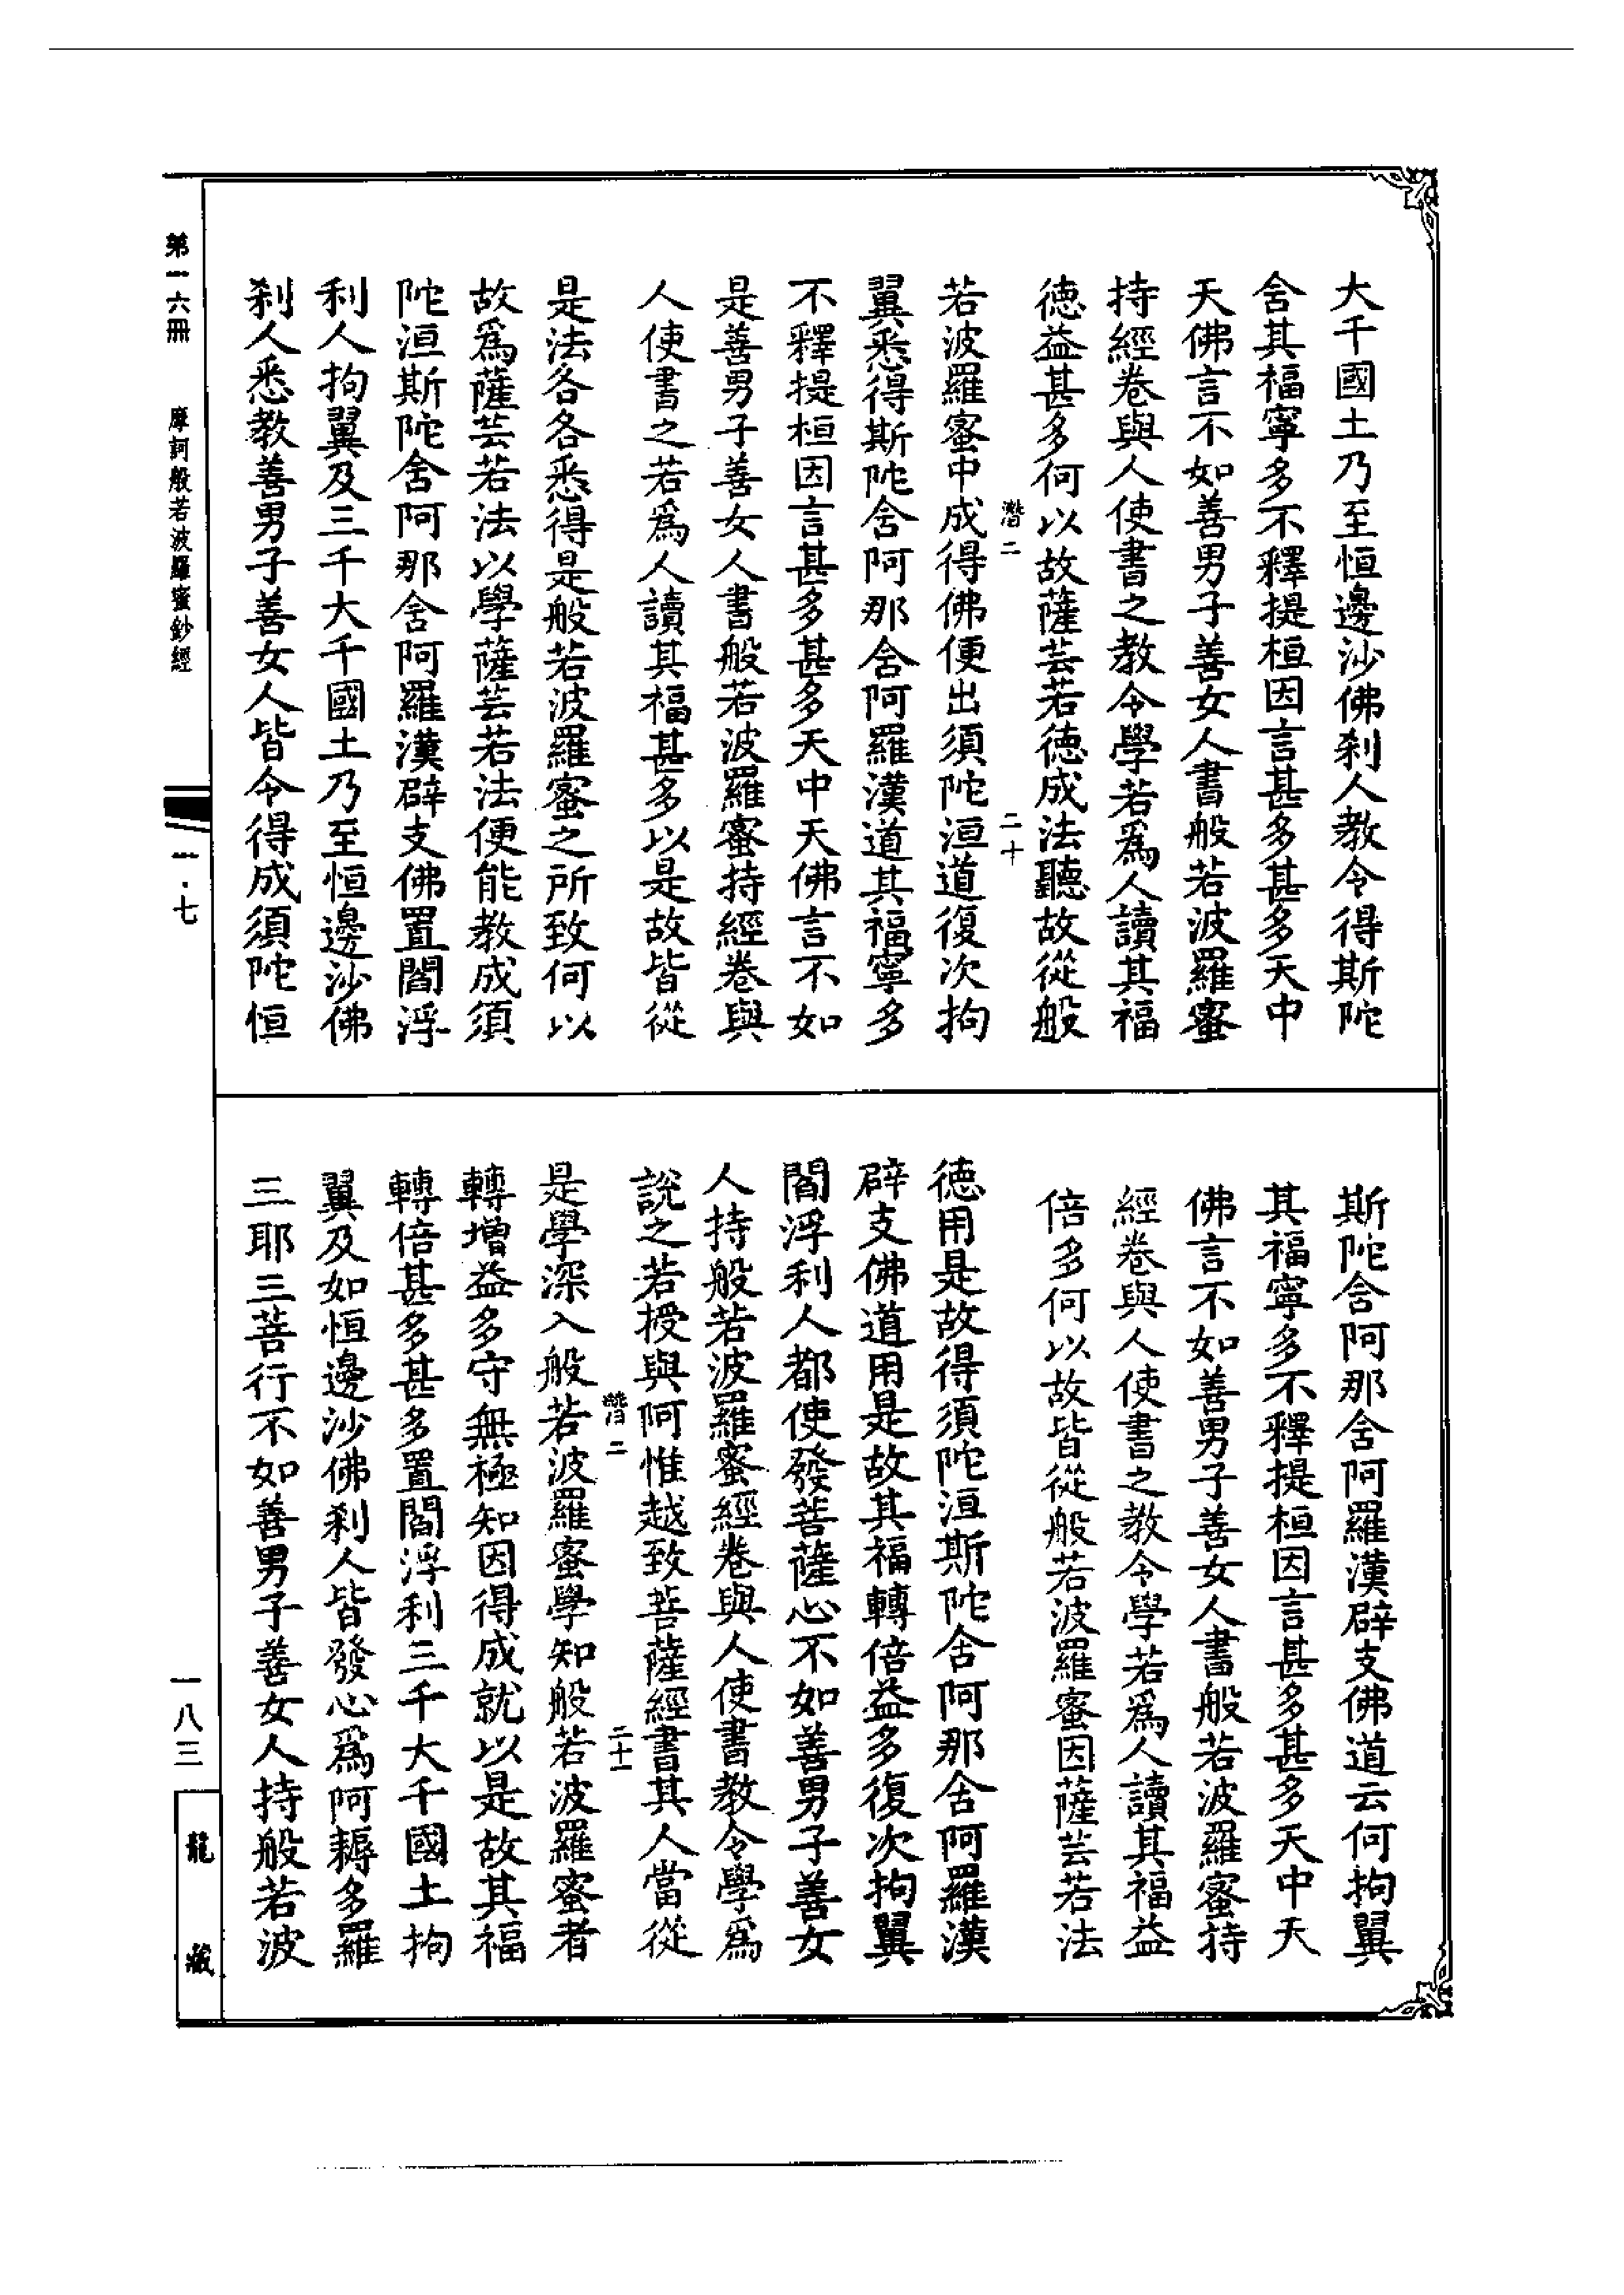 大千國土乃至恒邊沙佛刹人教令得斯陀
舍其福寧多不釋提桓因言甚多甚多天中
天佛言不如善男子善女人書般若波羅蜜
持經卷與人使書之教令學若爲人讀其福
德益甚多何以故薩芸若德成法聽故從般
潛二 二十
若波羅蜜中成得佛便出須陀洹道復次拘
翼悉得斯陀舍阿那舍阿羅漢道其福寧多
不釋提桓因言甚多甚多天中天佛言不如
是善男子善女人書般若波羅蜜持經卷與
人使書之若爲人讀其福甚多以是故皆從
是法各各悉得是般若波羅蜜之所致何以
故爲薩芸若法以學薩芸若法便能教成須
陀洹斯陀舍阿那舍阿羅漢辟支佛置閻浮
利人拘翼及三千大千國土乃至恒邊沙佛
刹人悉教善男子善女人皆令得成須陀恒
斯陀含阿那舍阿羅漢辟支佛道云何拘翼
其福寧多不釋提桓因言甚多甚多天中天
佛言不如善男子善女人書般若波羅蜜持
經卷與人使書之教令學若爲人讀其福益
倍多何以故皆從般若波羅蜜因薩芸若法
德用是故得須陀洹斯陀舍阿那舍阿羅漢
辟支佛道用是故其福轉倍益多復次拘翼
閻浮利人都使發菩薩心不如善男子善女
人持般若波羅蜜經卷與人使書教令學爲
說之若授與阿惟越致菩薩經書其人當從
潛二 二十一
是學深入般若波羅蜜學知般若波羅蜜者
轉增益多守無極知因得成就以是故其福
轉倍甚多甚多置閻浮利三千大千國土拘
翼及如恒邊沙佛刹人皆發心爲阿耨多羅
三耶三菩行不如善男子善女人持般若波
第一六冊 摩訶般若波羅蜜鈔經
一·七
一八三
龍藏